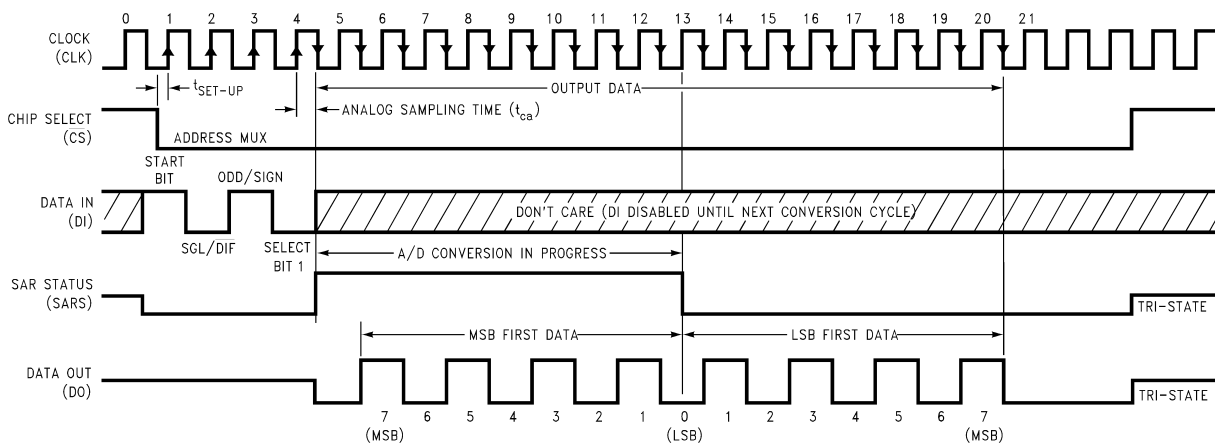 0 1 2 3 4 5 6 7 8 9 10 11 12 13 14 15 16 17 18 19 20 21
CLOCK
(CLK)
tSET-UP
OUTPUT DATA
ANALOG SAMPLING TIME (tca)
CHIP SELECT
(CS)
ADDRESS MUX
START
BIT
ODD/SIGN
DATA IN
(DI)
DON'T CARE (DI DISABLED UNTIL NEXT CONVERSION CYCLE)
SGL/DIF
SELECT
BIT 1
A/D CONVERSION IN PROGRESS
SAR STATUS
(SARS)
TRI-STATE
MSB FIRST DATA
LSB FIRST DATA
DATA OUT
(DO)
TRI-STATE
7 6 5 4 3 2 1 0 1 2 3 4 5 6 7
(MSB) (LSB) (MSB)